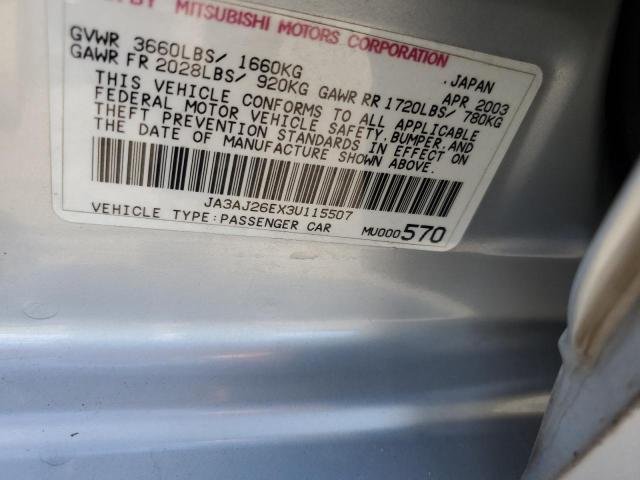 BY MITSUBISHI MOTORS CORPORATION
GVWR 3660LBS/ 1660KG .JAPAN
GAWR FR 2028LBS/ 920KG GAWR RR 1720LBS/ 780KG APR 2003
THIS VEHICLE CONFORMS TO ALL APPLICABLE
FEDERAL MOTOR VEHICLE SAFETY,BUMPER,AND
THEFT PREVENTION STANDARDS IN EFFECT ON
THE DATE OF MANUFACTURE SHOWN ABOVE.
JA3AJ26EX3U115507
VEHICLE TYPE:PASSENGER CAR MU000570